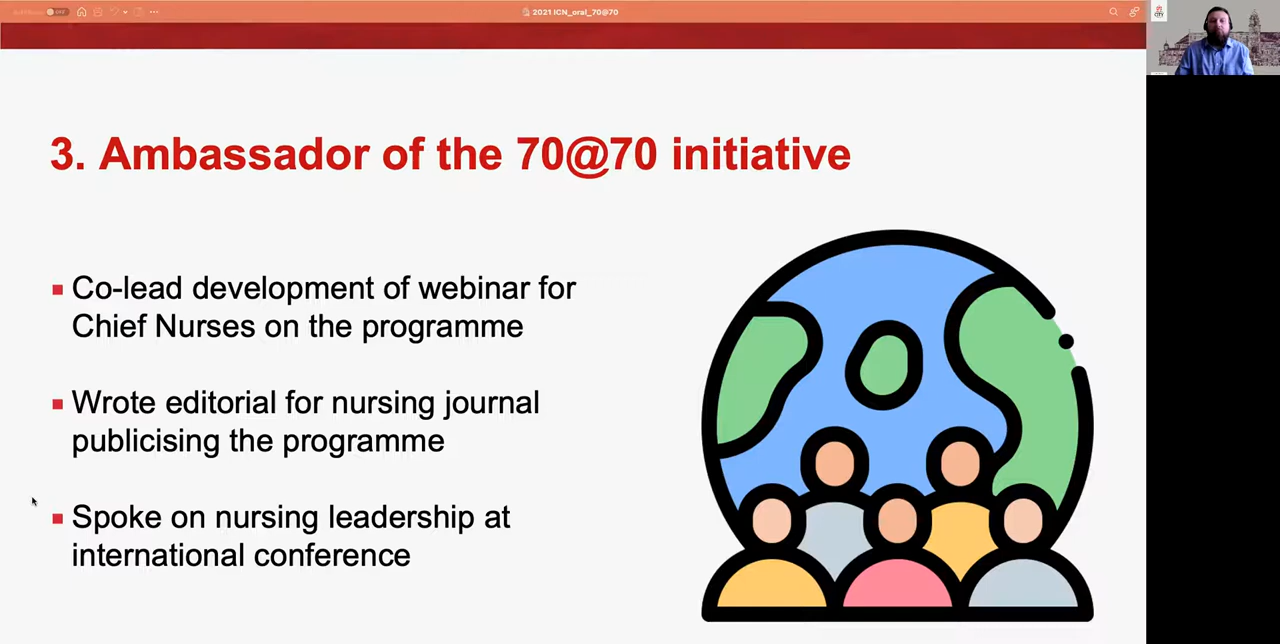 2021 ICN_oral_70@70
3. Ambassador of the 70@70 initiative
Co-lead development of webinar for
Chief Nurses on the programme
Wrote editorial for nursing journal
publicising the programme
Spoke on nursing leadership at
international conference